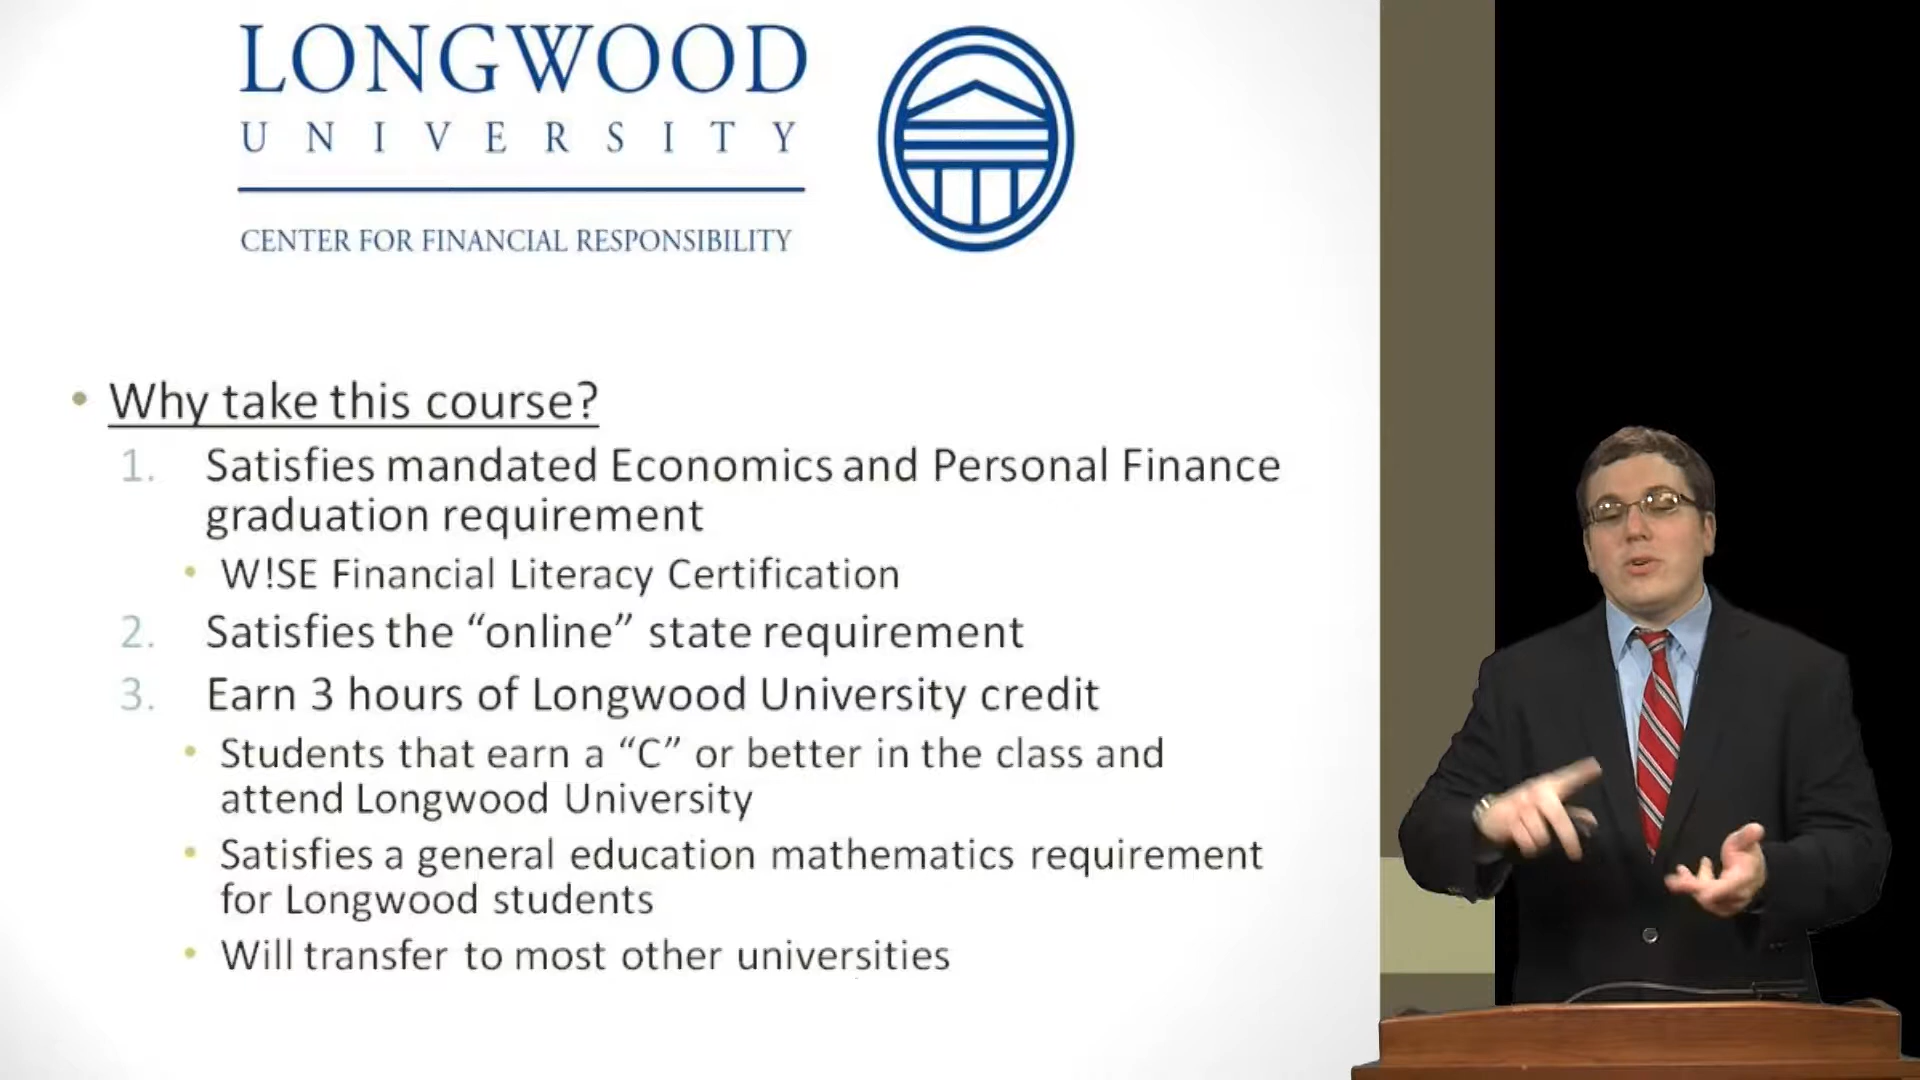 LONGWOOD
UNIVERSITY
CENTER FOR FINANCIAL RESPONSIBILITY
• Why take this course?
1. Satisfies mandated Economics and Personal Finance
graduation requirement
• W!SE Financial Literacy Certification
2. Satisfies the “online” state requirement
3. Earn 3 hours of Longwood University credit
• Students that earn a “C” or better in the class and
attend Longwood University
• Satisfies a general education mathematics requirement
for Longwood students
• Will transfer to most other universities